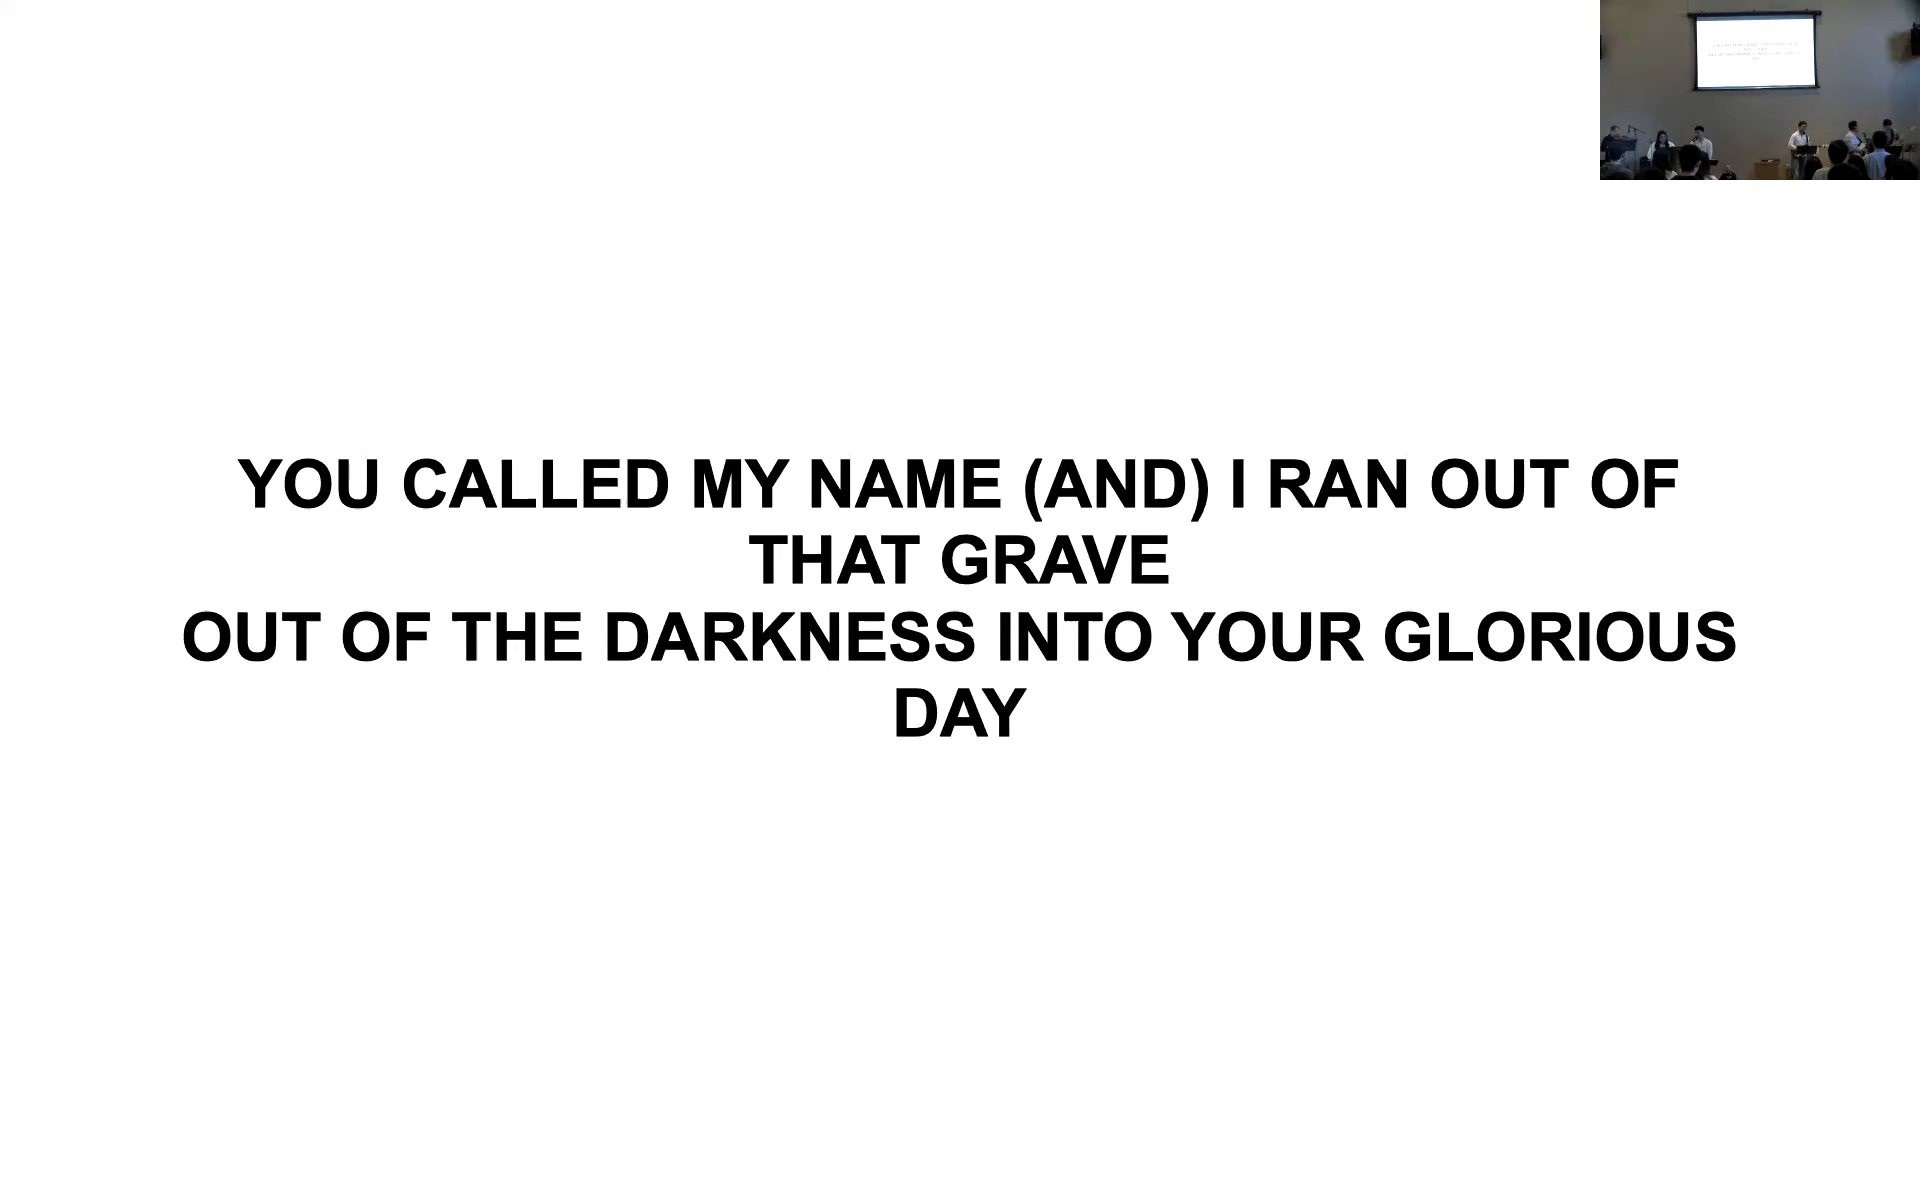 YOU CALLED MY NAME (AND) I RAN OUT OF
THAT GRAVE
OUT OF THE DARKNESS INTO YOUR GLORIOUS
DAY